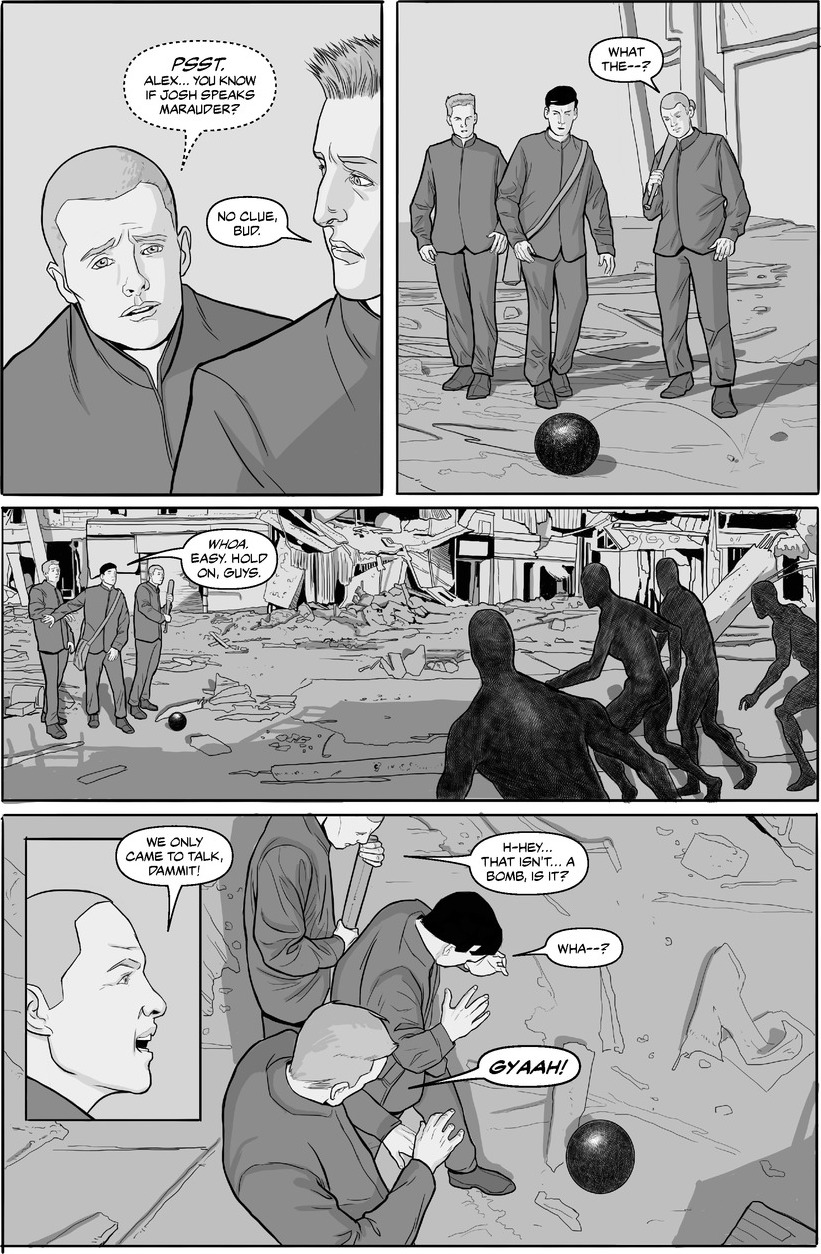 PSST.
ALEX... YOU KNOW
IF JOSH SPEAKS
MARAUDER?
NO CLUE,
BUD.
WHAT
THE--?
WHOA.
EASY. HOLD
ON, GUYS.
WE ONLY
CAME TO TALK,
DAMMIT!
H-HEY...
THAT ISN'T... A
BOMB, IS IT?
WHA--?
GYAAH!